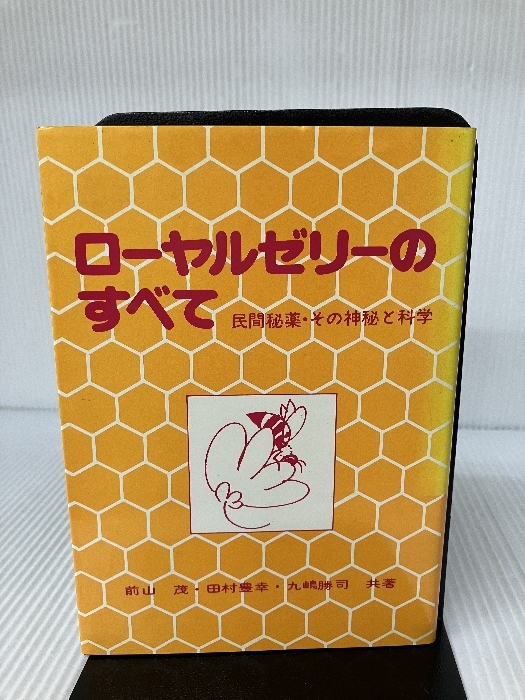 ローヤルゼリーの
すべて 民間秘薬・その神秘と科学
前山 茂・田村豊幸・九嶋勝司 共著